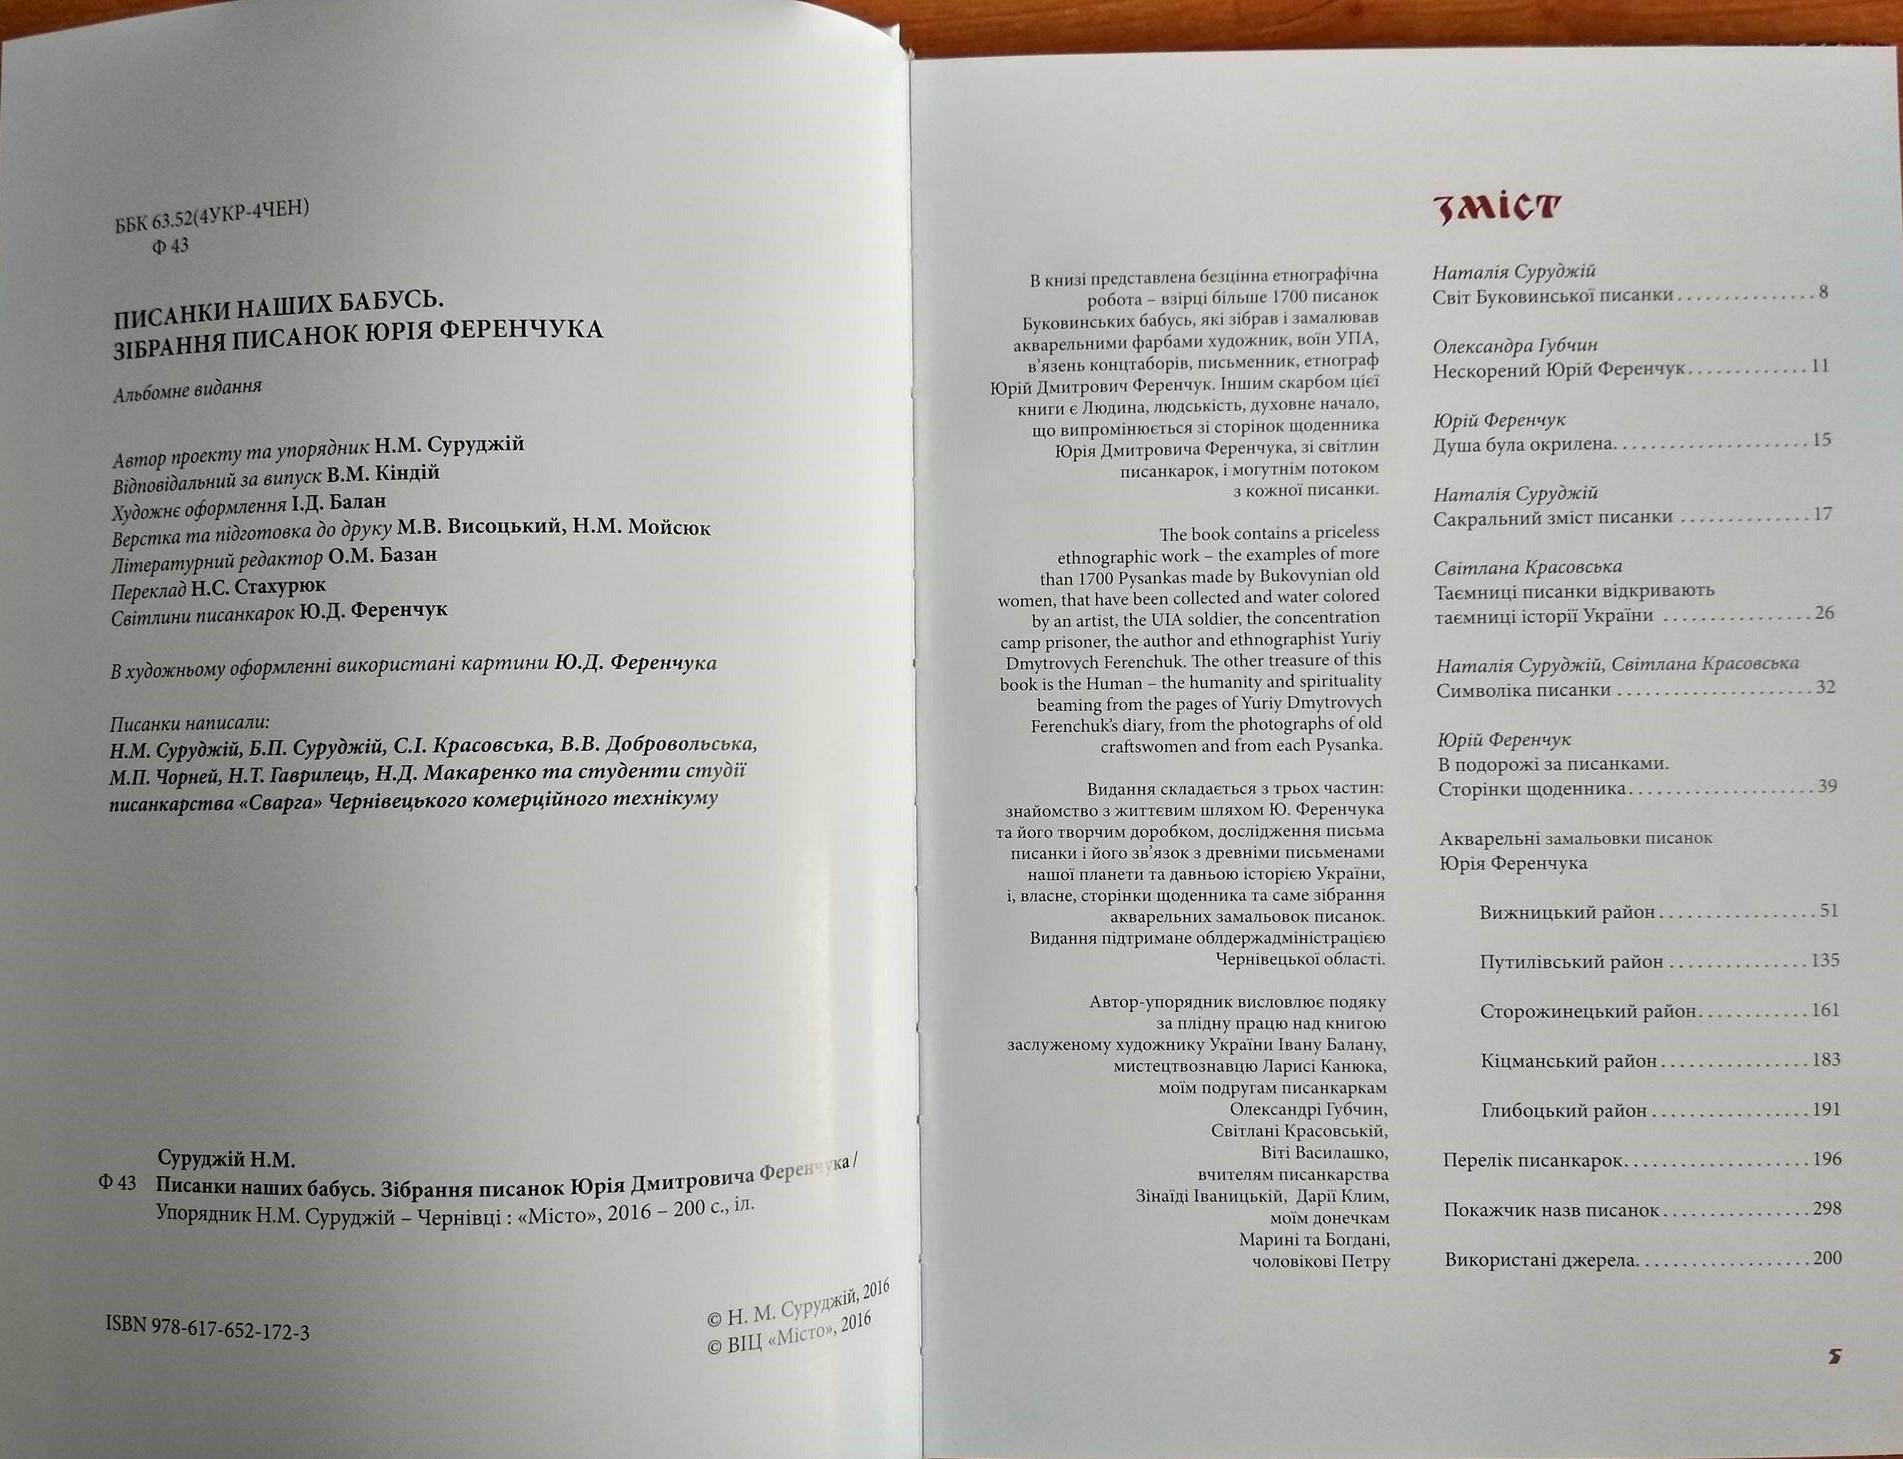 ББК 63.52(4УКР-4ЧЕН)
Ф 43
ПИСАНКИ НАШИХ БАБУСЬ.
ЗІБРАННЯ ПИСАНОК ЮРІЯ ФЕРЕНЧУКА
Альбомне видання
Автор проекту та упорядник Н.М. Суруджій
Відповідальний за випуск В.М. Кіндій
Художнє оформлення І.Д. Балан
Верстка та підготовка до друку М.В. Висоцький, Н.М. Мойсюк
Літературний редактор О.М. Базан
Переклад Н.С. Стахурюк
Світлини писанкарок Ю.Д. Ференчук
В художньому оформленні використані картини Ю.Д. Ференчука
Писанки написали:
Н.М. Суруджій, Б.П. Суруджій, С.І. Красовська, В.В. Добровольська,
М.П. Чорней, Н.Т. Гаврилець, Н.Д. Макаренко та студенти студії
писанкарства «Сварга» Чернівецького комерційного технікуму
Суруджій Н.М.
Ф 43 Писанки наших бабусь. Зібрання писанок Юрія Дмитровича Ференчука /
Упорядник Н.М. Суруджій – Чернівці : «Місто», 2016 – 200 с., іл.
ISBN 978-617-652-172-3
© Н. М. Суруджій, 2016
© ВІЦ «Місто», 2016
В книзі представлена безцінна етнографічна
робота – взірці більше 1700 писанок
Буковинських бабусь, які зібрав і замалював
акварельними фарбами художник, воїн УПА,
в’язень концтаборів, письменник, етнограф
Юрій Дмитрович Ференчук. Іншим скарбом цієї
книги є Людина, людськість, духовне начало,
що випромінюється зі сторінок щоденника
Юрія Дмитровича Ференчука, зі світлин
писанкарок, і могутнім потоком
з кожної писанки.
The book contains a priceless
ethnographic work – the examples of more
than 1700 Pysankas made by Bukovynian old
women, that have been collected and water colored
by an artist, the UIA soldier, the concentration
camp prisoner, the author and ethnographist Yuriy
Dmytrovych Ferenchuk. The other treasure of this
book is the Human – the humanity and spirituality
beaming from the pages of Yuriy Dmytrovych
Ferenchuk’s diary, from the photographs of old
craftswomen and from each Pysanka.
Видання складається з трьох частин:
знайомство з життєвим шляхом Ю. Ференчука
та його творчим доробком, дослідження письма
писанки і його зв’язок з древніми письменами
нашої планети та давньою історією України,
і, власне, сторінки щоденника та саме зібрання
акварельних замальовок писанок.
Видання підтримане облдержадміністрацією
Чернівецької області.
Автор-упорядник висловлює подяку
за плідну працю над книгою
заслуженому художнику України Івану Балану,
мистецтвознавцю Ларисі Канюка,
моїм подругам писанкаркам
Олександрі Губчин,
Світлані Красовській,
Віті Василашко,
вчителям писанкарства
Зінаїді Іваницькій, Дарії Клим,
моїм донечкам
Марині та Богдані,
чоловікові Петру
зміст
Наталія Суруджій
Світ Буковинської писанки................8
Олександра Губчин
Нескорений Юрій Ференчук..............11
Юрій Ференчук
Душа була окрилена.......................15
Наталія Суруджій
Сакральний зміст писанки ...............17
Світлана Красовська
Таємниці писанки відкривають
таємниці історії України .................26
Наталія Суруджій, Світлана Красовська
Символіка писанки ......................32
Юрій Ференчук
В подорожі за писанками.
Сторінки щоденника.....................39
Акварельні замальовки писанок
Юрія Ференчука
Вижницький район..................51
Путилівський район................135
Сторожинецький район.............161
Кіцманський район.................183
Глибоцький район..................191
Перелік писанкарок.....................196
Покажчик назв писанок.................298
Використані джерела....................200
5